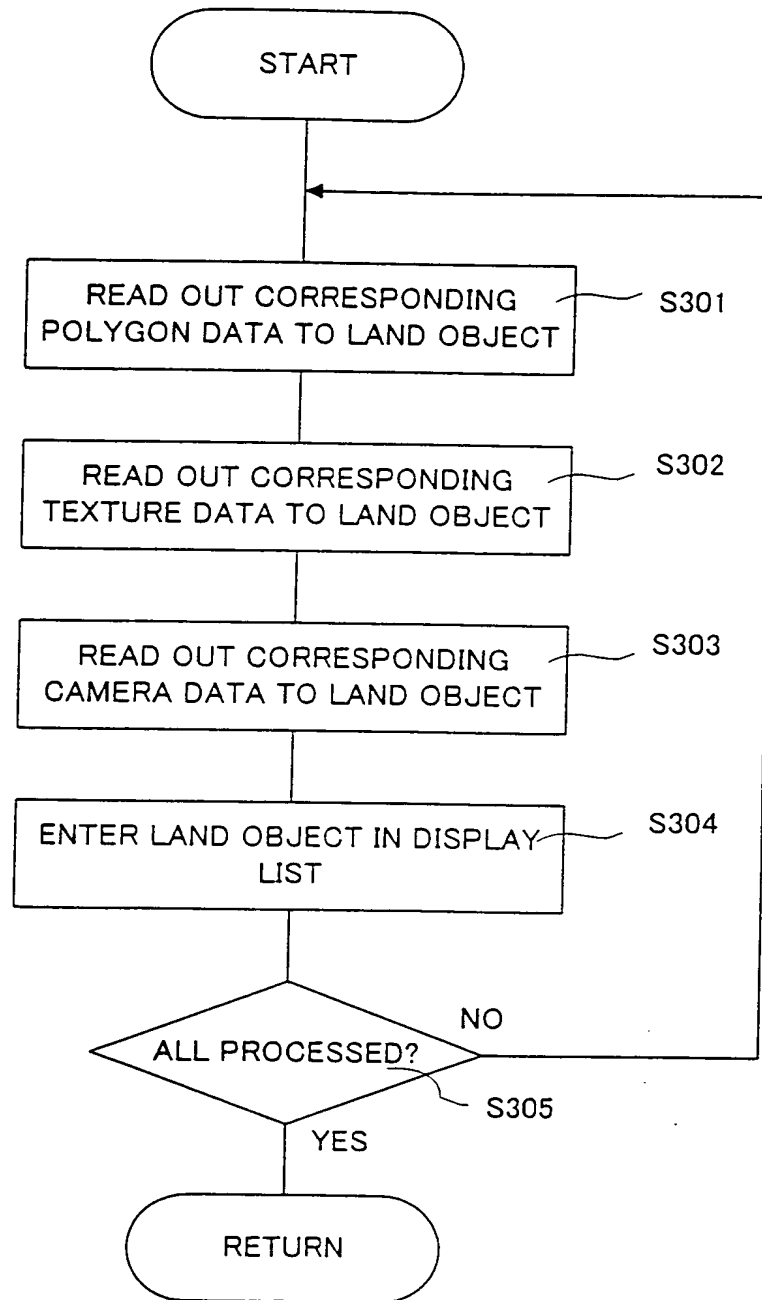 START
READ OUT CORRESPONDING
POLYGON DATA TO LAND OBJECT
S301
READ OUT CORRESPONDING
TEXTURE DATA TO LAND OBJECT
S302
READ OUT CORRESPONDING
CAMERA DATA TO LAND OBJECT
S303
ENTER LAND OBJECT IN DISPLAY
LIST
S304
ALL PROCESSED?
NO
S305
YES
RETURN